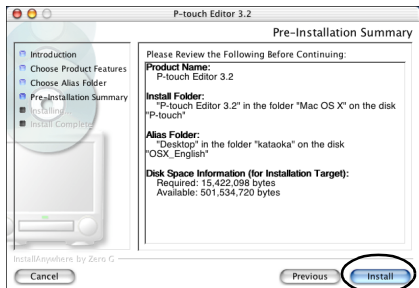 P-touch Editor 3.2
Pre-Installation Summary
Introduction
Choose Product Features
Choose Alias Folder
Pre-Installation Summary
Installing...
Install Complete
Please Review the Following Before Continuing:
Product Name:
P-touch Editor 3.2
Install Folder:
"P-touch Editor 3.2" in the folder "Mac OS X" on the disk
"P-touch"
Alias Folder:
"Desktop" in the folder "kataoka" on the disk
"OSX_English"
Disk Space Information (for Installation Target):
Required: 15,422,098 bytes
Available: 501,534,720 bytes
InstallAnywhere by Zero G
Cancel
Previous
Install